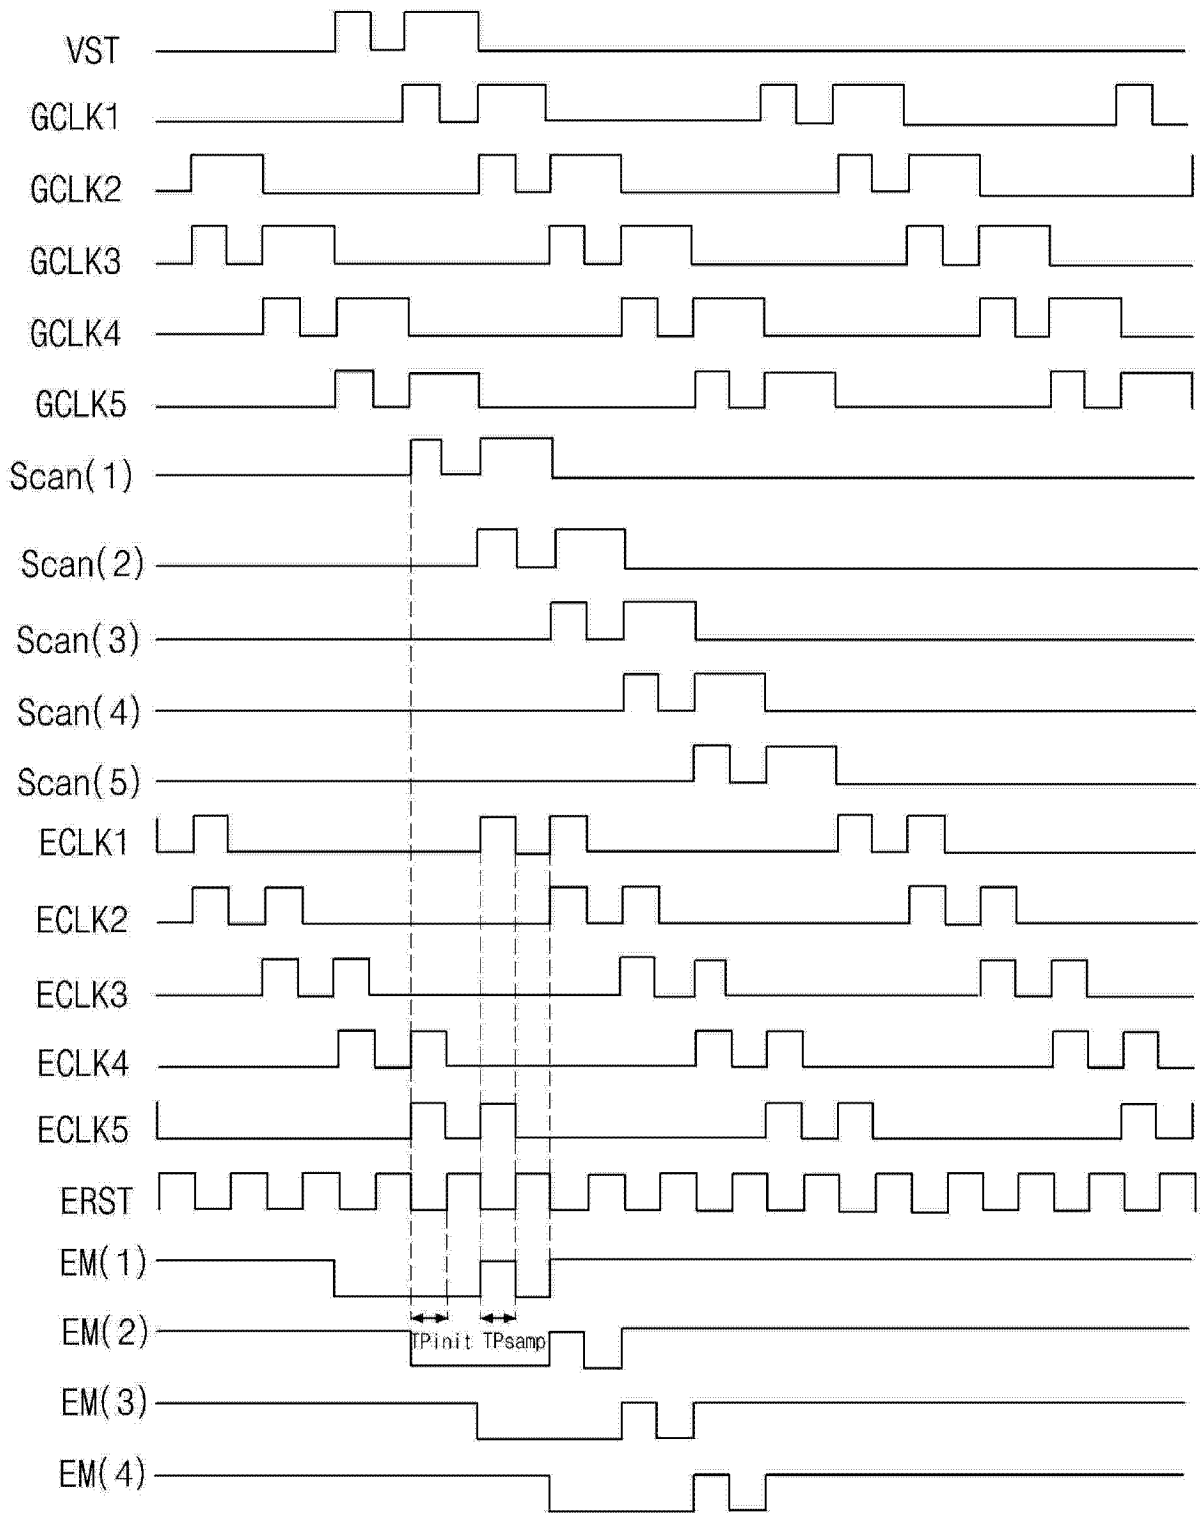 VST
GCLK1
GCLK2
GCLK3
GCLK4
GCLK5
Scan(1)
Scan(2)
Scan(3)
Scan(4)
Scan(5)
ECLK1
ECLK2
ECLK3
ECLK4
ECLK5
ERST
EM(1)
EM(2)
TPinit TPsamp
EM(3)
EM(4)